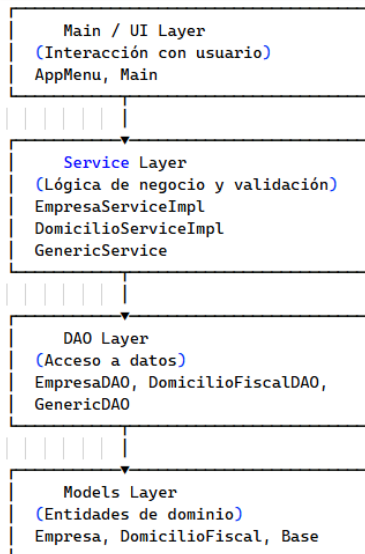 Main / UI Layer
(Interacción con usuario)
AppMenu, Main
Service Layer
(Lógica de negocio y validación)
EmpresaServiceImpl
DomicilioServiceImpl
GenericService
DAO Layer
(Acceso a datos)
EmpresaDAO, DomicilioFiscalDAO,
GenericDAO
Models Layer
(Entidades de dominio)
Empresa, DomicilioFiscal, Base